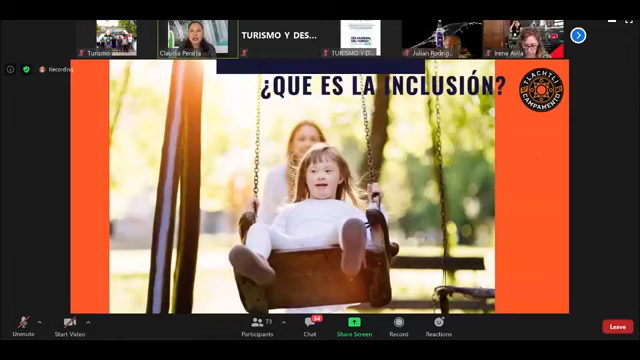 TURISMO Y DES...
Turismo
Claudia Peralta
TURISMO Y D...
Julian Rodrig...
Irene Avila
Recording
¿QUE ES LA INCLUSIÓN?
TLACHTLI
CAMPAMENTO
Unmute
Start Video
Participants
73
Chat
34
Share Screen
Record
Reactions
Leave